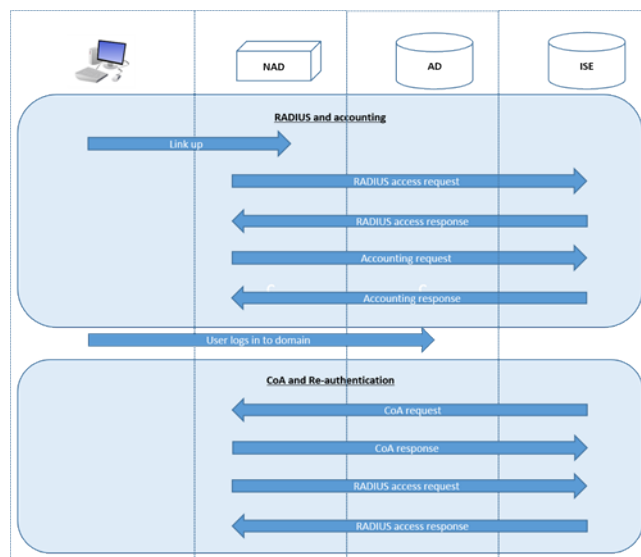 NAD
AD
ISE
RADIUS and accounting
Link up
RADIUS access request
RADIUS access response
Accounting request
C
C
Accounting response
User logs in to domain
CoA and Re-authentication
CoA request
CoA response
RADIUS access request
RADIUS access response